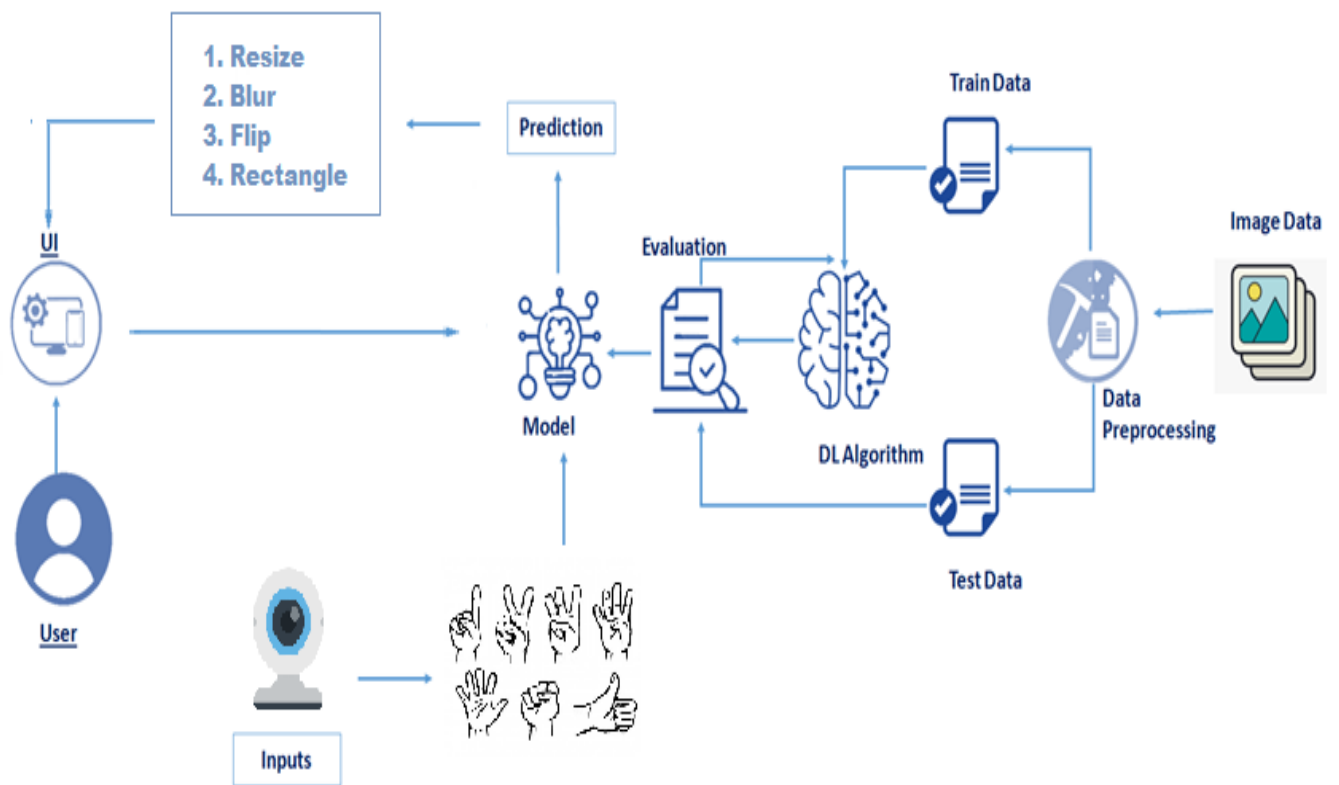 1. Resize
2. Blur
3. Flip
4. Rectangle
Prediction
Train Data
Image Data
UI
Evaluation
Model
DL Algorithm
Data
Preprocessing
Test Data
User
Inputs